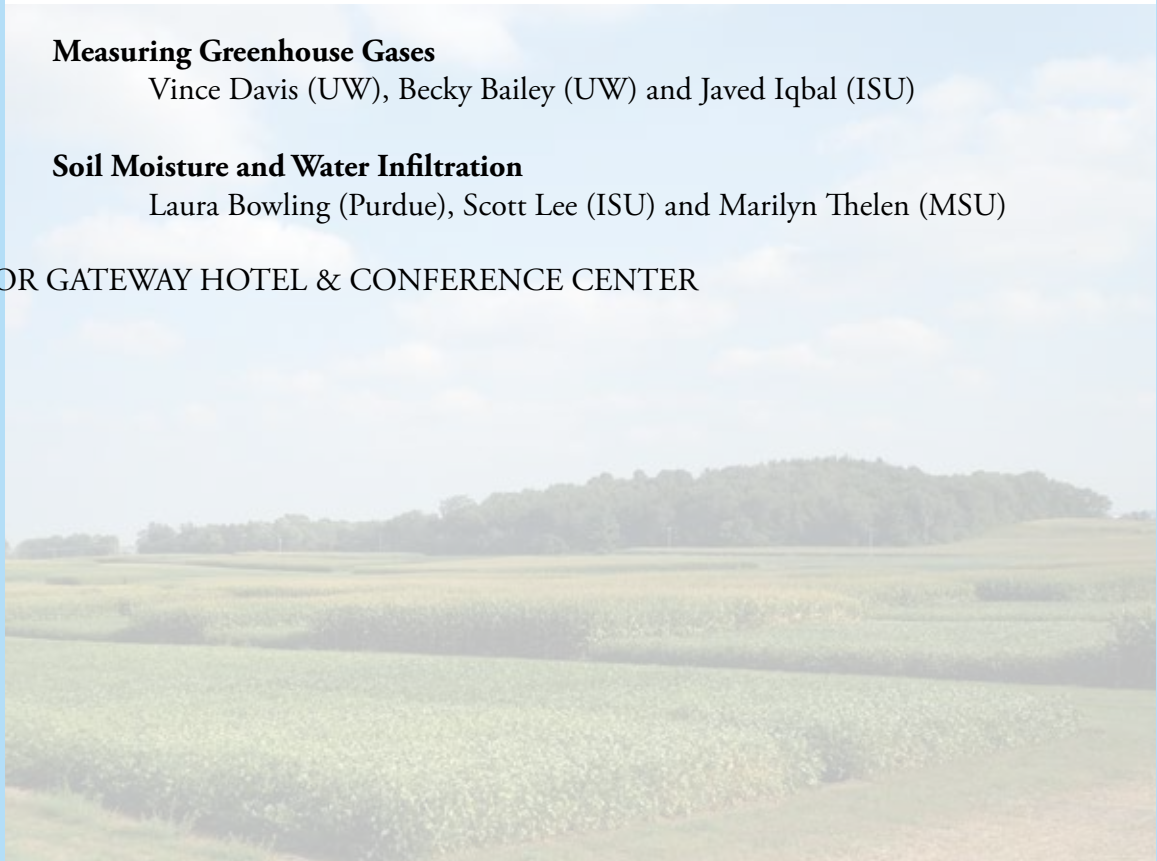 Measuring Greenhouse Gases
Vince Davis (UW), Becky Bailey (UW) and Javed Iqbal (ISU)
Soil Moisture and Water Infiltration
Laura Bowling (Purdue), Scott Lee (ISU) and Marilyn Thelen (MSU)
OR GATEWAY HOTEL & CONFERENCE CENTER